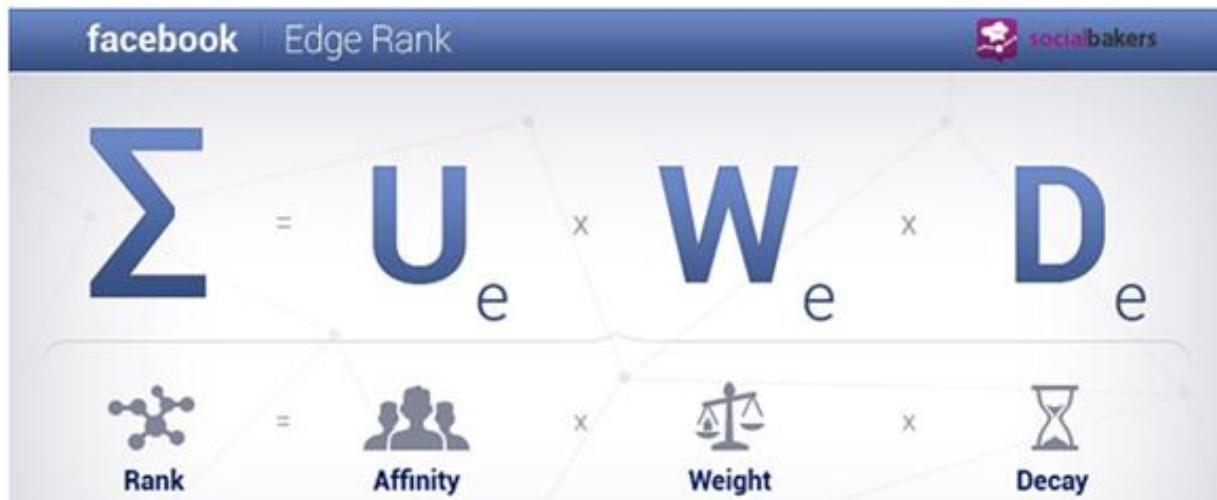 facebook | Edge Rank socialbakers
Σ = Ue x We x De
= x x
Rank Affinity Weight Decay